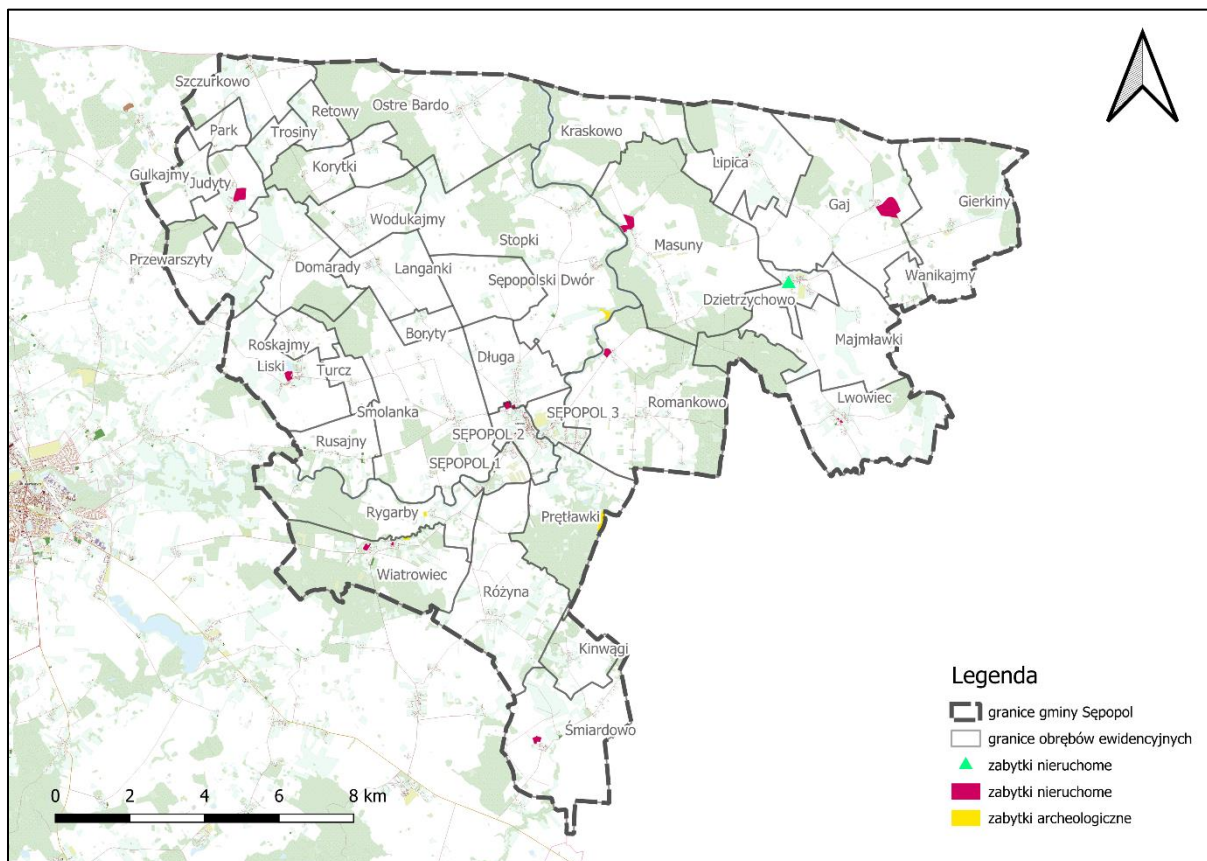 Szczurkowo
Retowy
Ostre Bardo
Park
Trosiny
Kraskowo
Lipica
Korytki
Gulkajmy
Judyty
Gaj
Gierkiny
Wodukajmy
Stopki
Masuny
Przewarszyty
Domarady
Langanki
Sępopolski Dwór
Wanikajmy
Dzietrzychowo
Boryty
Majmławki
Roskajmy
Długa
Liski
Turcz
Romankowo
Lwowiec
Smolanka
SĘPOPOL 3
Rusajny
SĘPOPOL 2
SĘPOPOL 1
Rygarby
Prętławki
Wiatrowiec
Różyna
Kinwągi
Śmiardowo
Legenda
granice gminy Sępopol
granice obrębów ewidencyjnych
zabytki nieruchome
zabytki nieruchome
zabytki archeologiczne
0 2 4 6 8 km